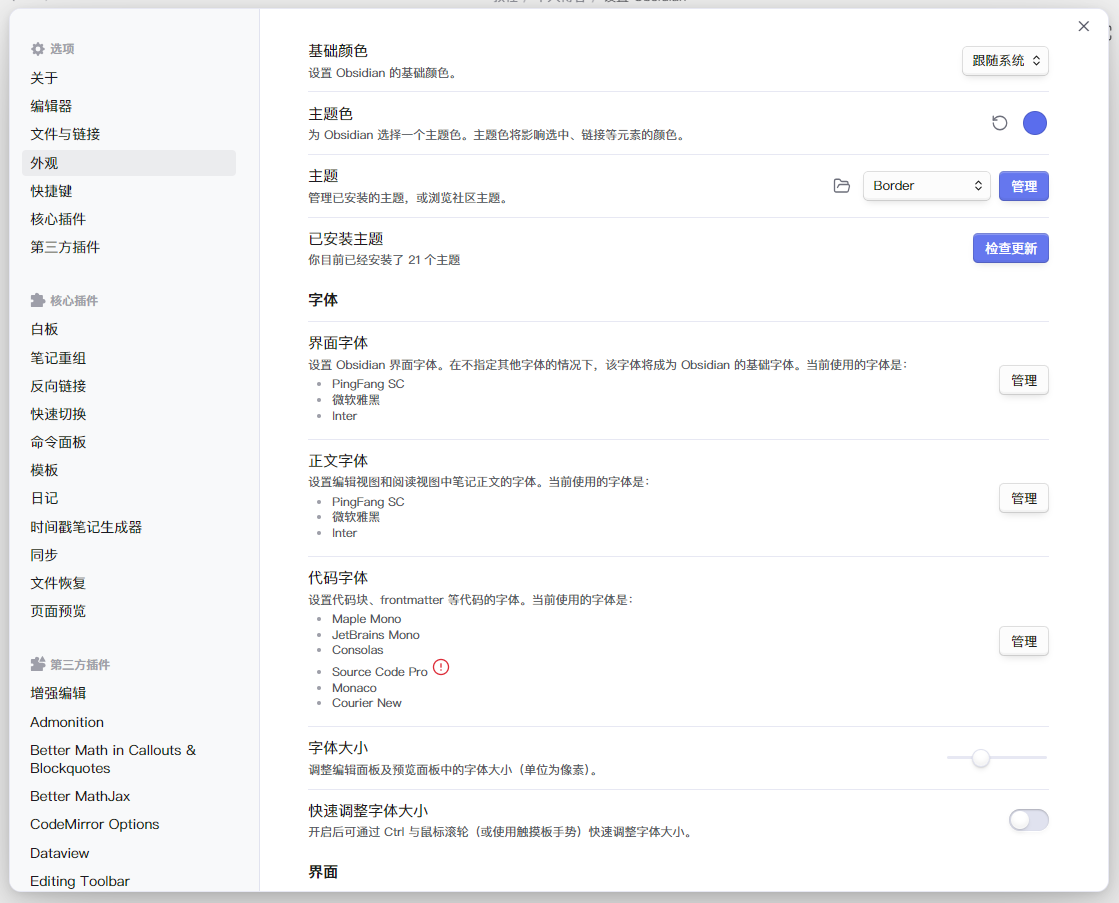 选项
关于
编辑器
文件与链接
外观
快捷键
核心插件
第三方插件
核心插件
白板
笔记重组
反向链接
快速切换
命令面板
模板
日记
时间戳笔记生成器
同步
文件恢复
页面预览
第三方插件
增强编辑
Admonition
Better Math in Callouts &
Blockquotes
Better MathJax
CodeMirror Options
Dataview
Editing Toolbar
基础颜色
设置 Obsidian 的基础颜色。
跟随系统
主题色
为 Obsidian 选择一个主题色。主题色将影响选中、链接等元素的颜色。
主题
管理已安装的主题，或浏览社区主题。
Border
管理
已安装主题
你目前已经安装了 21 个主题
检查更新
字体
界面字体
设置 Obsidian 界面字体。在不指定其他字体的情况下，该字体将成为 Obsidian 的基础字体。当前使用的字体是：
PingFang SC
微软雅黑
Inter
管理
正文字体
设置编辑视图和阅读视图中笔记正文的字体。当前使用的字体是：
PingFang SC
微软雅黑
Inter
管理
代码字体
设置代码块、frontmatter 等代码的字体。当前使用的字体是：
Maple Mono
JetBrains Mono
Consolas
Source Code Pro
Monaco
Courier New
管理
字体大小
调整编辑面板及预览面板中的字体大小（单位为像素）。
快速调整字体大小
开启后可通过 Ctrl 与鼠标滚轮（或使用触摸板手势）快速调整字体大小。
界面